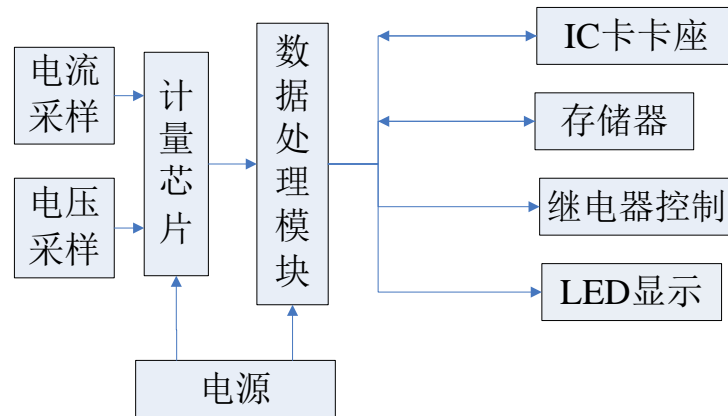 电流
采样
电压
采样
计量芯片
数据处理模块
IC卡卡座
存储器
继电器控制
LED显示
电源